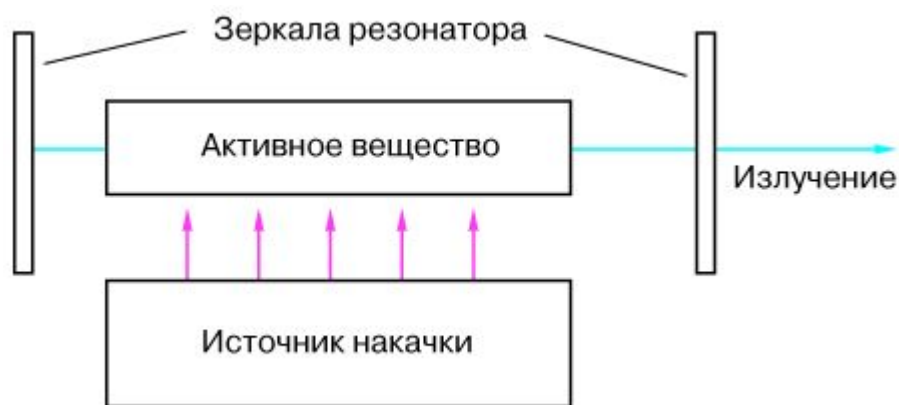 Зеркала резонатора
Активное вещество
Излучение
Источник накачки